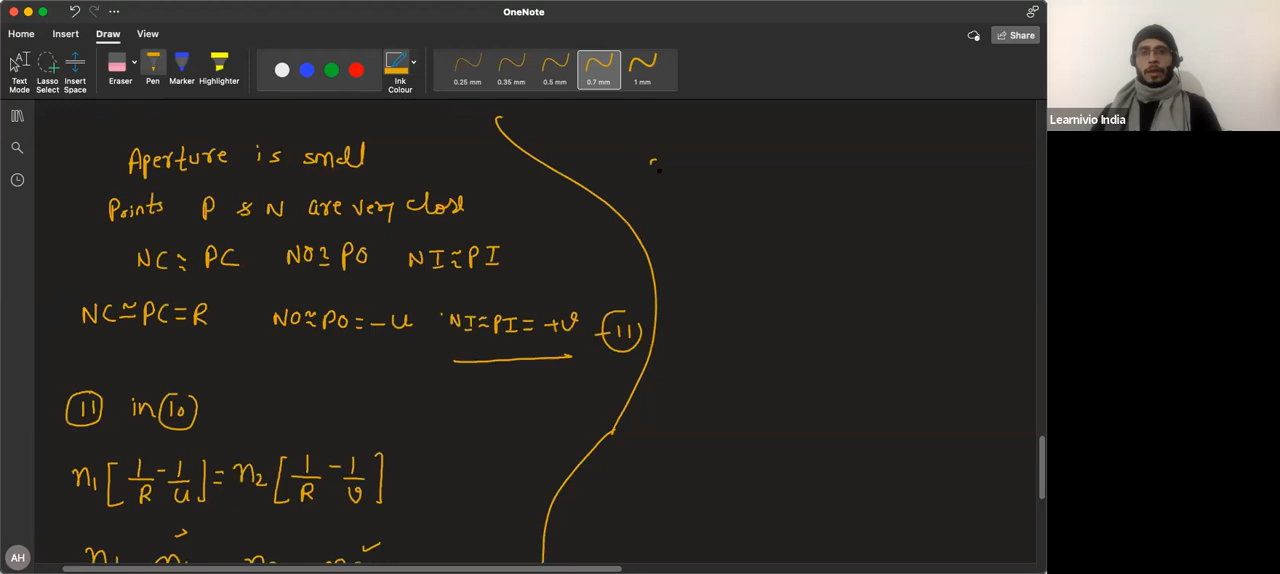 OneNote
Home Insert Draw View
Share
Text Mode Lasso Select Insert Space Eraser Pen Marker Highlighter Ink Colour 0.25 mm 0.35 mm 0.5 mm 0.7 mm 1 mm
Learnivio India
Aperture is small
Points P & N are very close
NC ≃ PC NO ≅ PO NI ≈ PI
NC ≅ PC = R NO ≈ PO = -u NI ≈ PI = +v - 11
11 in 10
n₁ [ 1/R - 1/u ] = n₂ [ 1/R - 1/v ]
AH